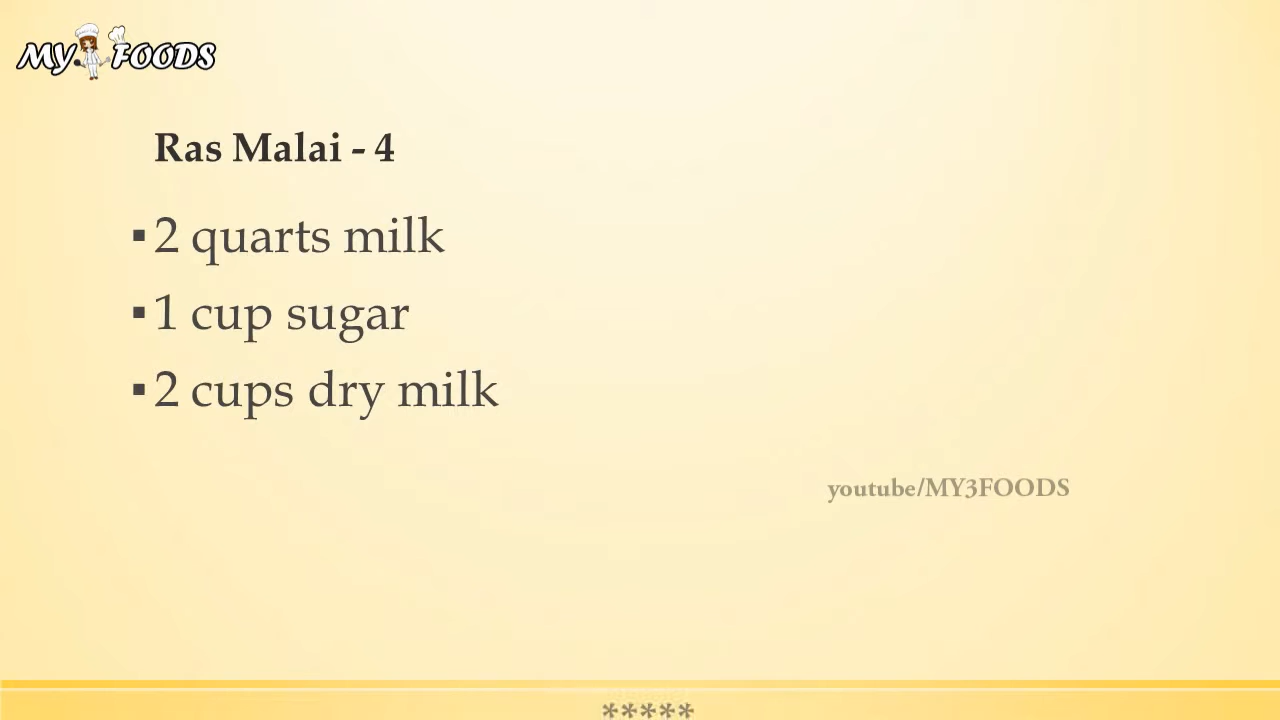 MY FOODS
Ras Malai - 4
▪ 2 quarts milk
▪ 1 cup sugar
▪ 2 cups dry milk
youtube/MY3FOODS
*****